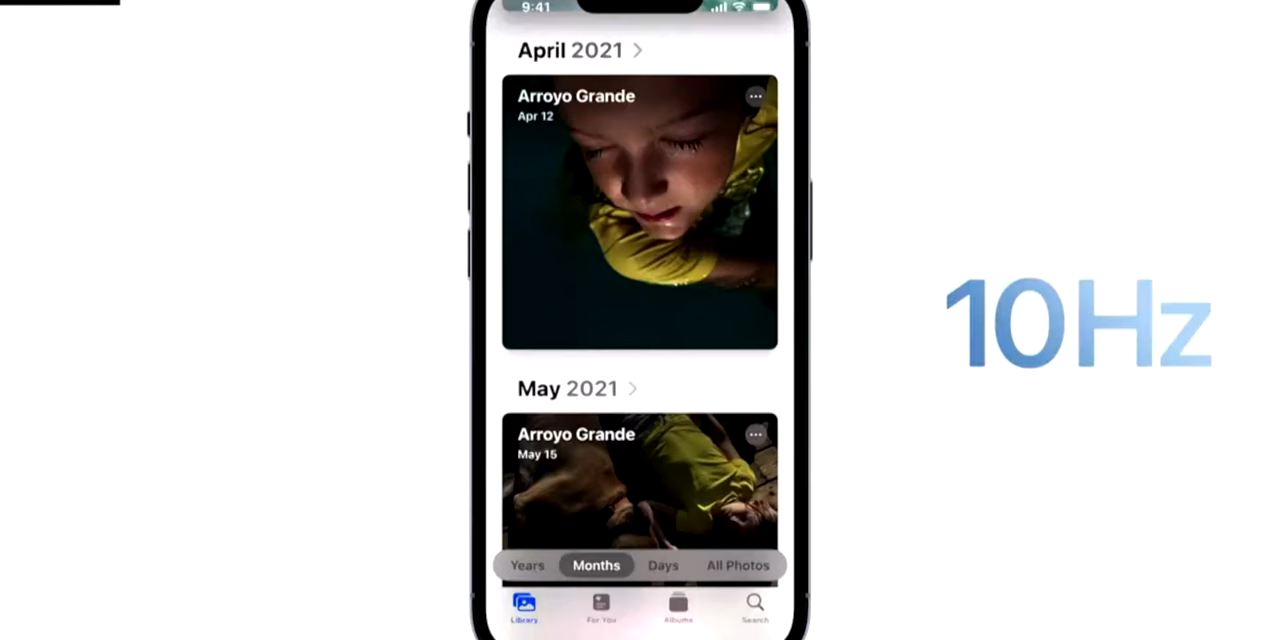 9:41
April 2021
Arroyo Grande
Apr 12
10Hz
May 2021
Arroyo Grande
May 15
Years Months Days All Photos
Library For You Albums Search